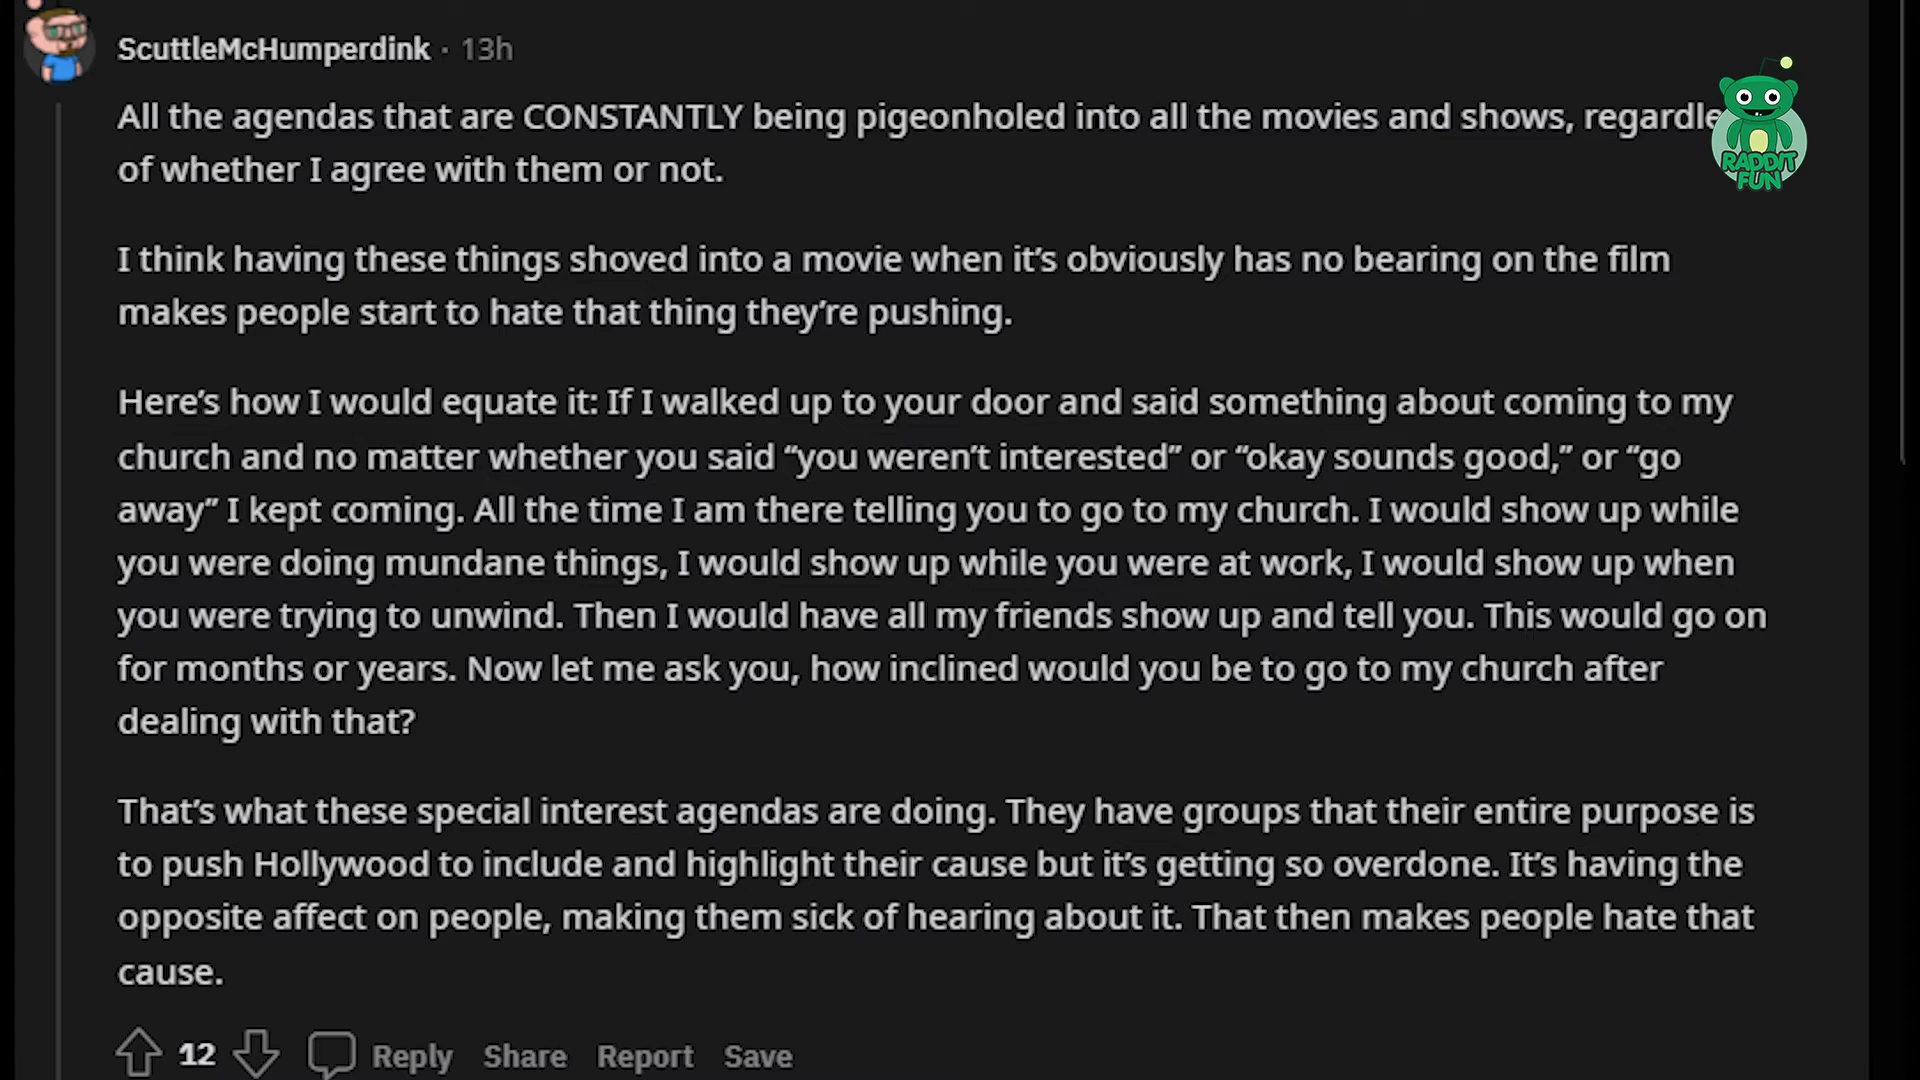 ScuttleMcHumperdink · 13h
All the agendas that are CONSTANTLY being pigeonholed into all the movies and shows, regardle
of whether I agree with them or not.
I think having these things shoved into a movie when it's obviously has no bearing on the film
makes people start to hate that thing they're pushing.
Here's how I would equate it: If I walked up to your door and said something about coming to my
church and no matter whether you said “you weren't interested” or “okay sounds good,” or “go
away” I kept coming. All the time I am there telling you to go to my church. I would show up while
you were doing mundane things, I would show up while you were at work, I would show up when
you were trying to unwind. Then I would have all my friends show up and tell you. This would go on
for months or years. Now let me ask you, how inclined would you be to go to my church after
dealing with that?
That's what these special interest agendas are doing. They have groups that their entire purpose is
to push Hollywood to include and highlight their cause but it's getting so overdone. It's having the
opposite affect on people, making them sick of hearing about it. That then makes people hate that
cause.
12 Reply Share Report Save
RADDIT
FUN